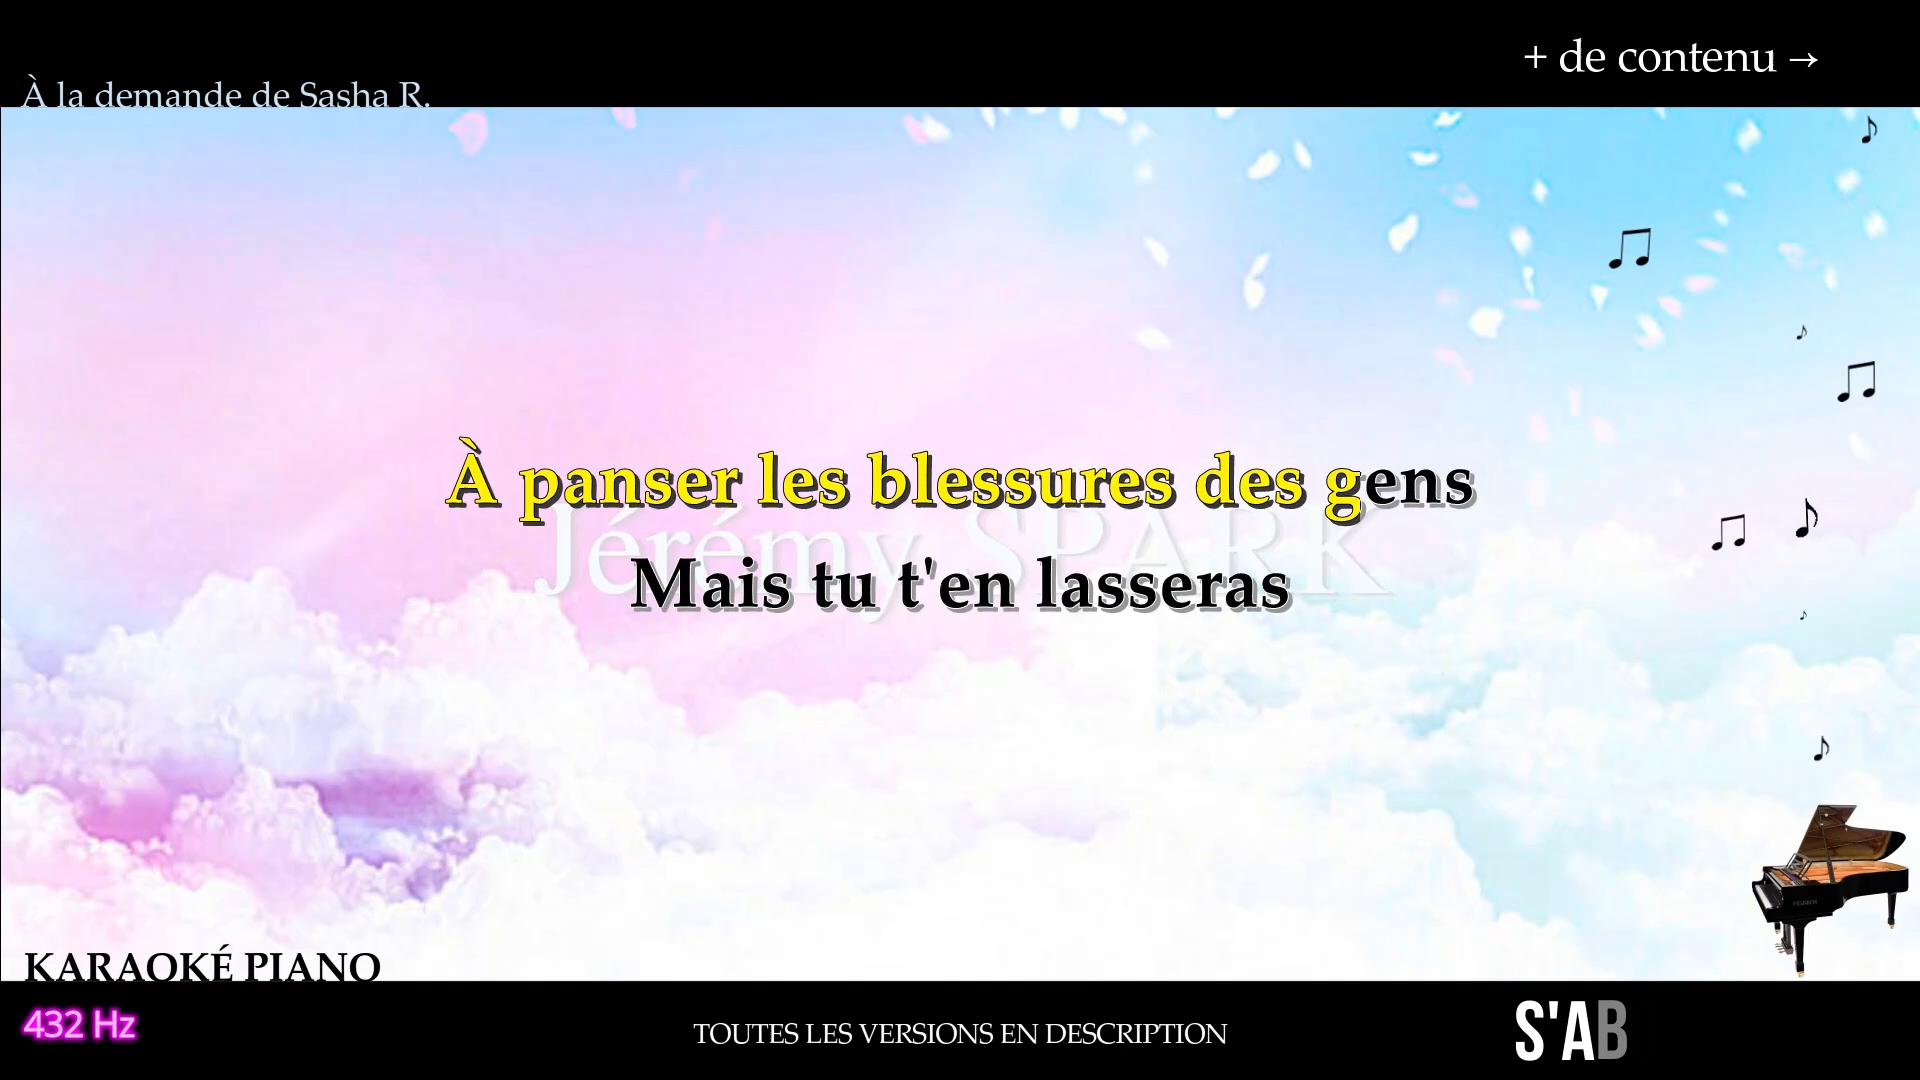 + de contenu →
À la demande de Sasha R.
À panser les blessures des gens
Jérémy SPARK
Mais tu t'en lasseras
KARAOKÉ PIANO
432 Hz
TOUTES LES VERSIONS EN DESCRIPTION
S'AB